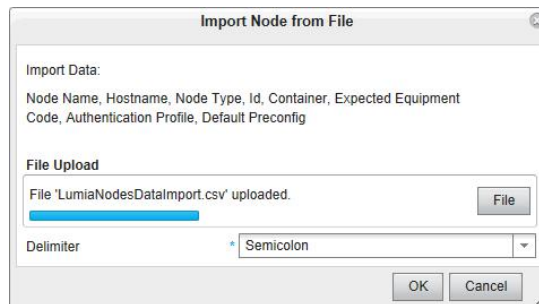 Import Node from File
Import Data:
Node Name, Hostname, Node Type, Id, Container, Expected Equipment
Code, Authentication Profile, Default Preconfig
File Upload
File 'LumiaNodesDataImport.csv' uploaded.
File
Delimiter * Semicolon
OK Cancel